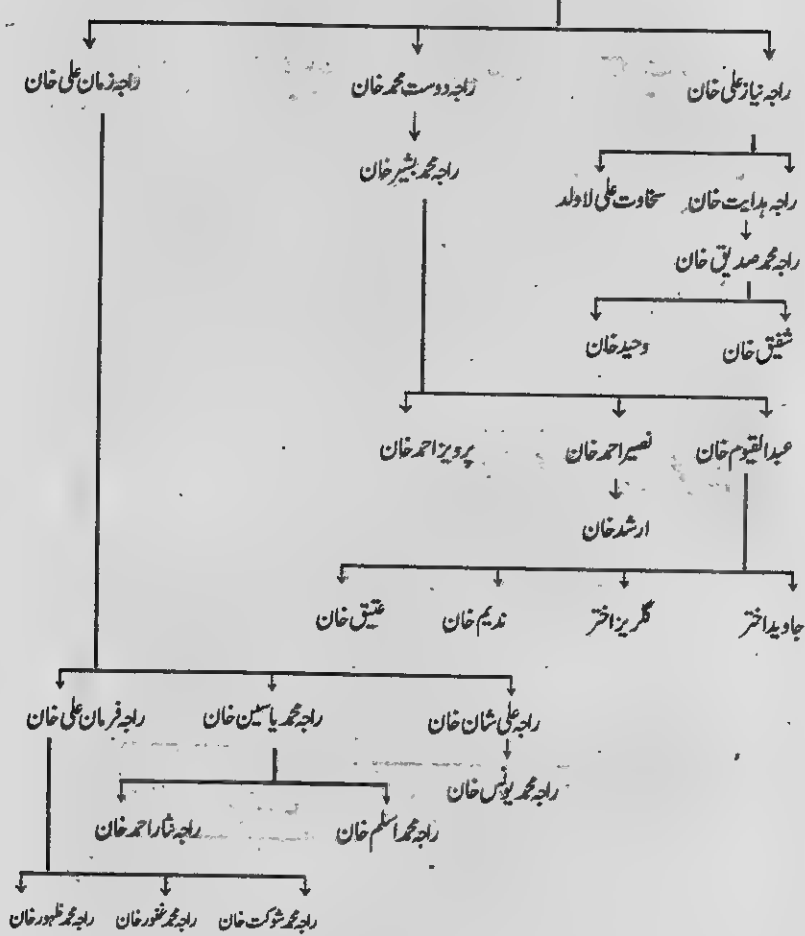 راجہ نیاز علی خان راجہ دوست محمد خان راجہ زمان علی خان
راجہ محمد بشیر خان
راجہ ہدایت خان سخاوت علی لاولد
راجہ محمد صدیق خان
شفیق خان وحید خان
عبدالقیوم خان نصیر احمد خان پرویز احمد خان
ارشد خان
جاوید اختر گلریز اختر ندیم خان عتیق خان
راجہ علی شان خان راجہ محمد یاسین خان راجہ فرمان علی خان
راجہ محمد یونس خان
راجہ محمد اسلم خان راجہ نثار احمد خان
راجہ محمد شوکت خان راجہ محمد غفور خان راجہ محمد ظہور خان